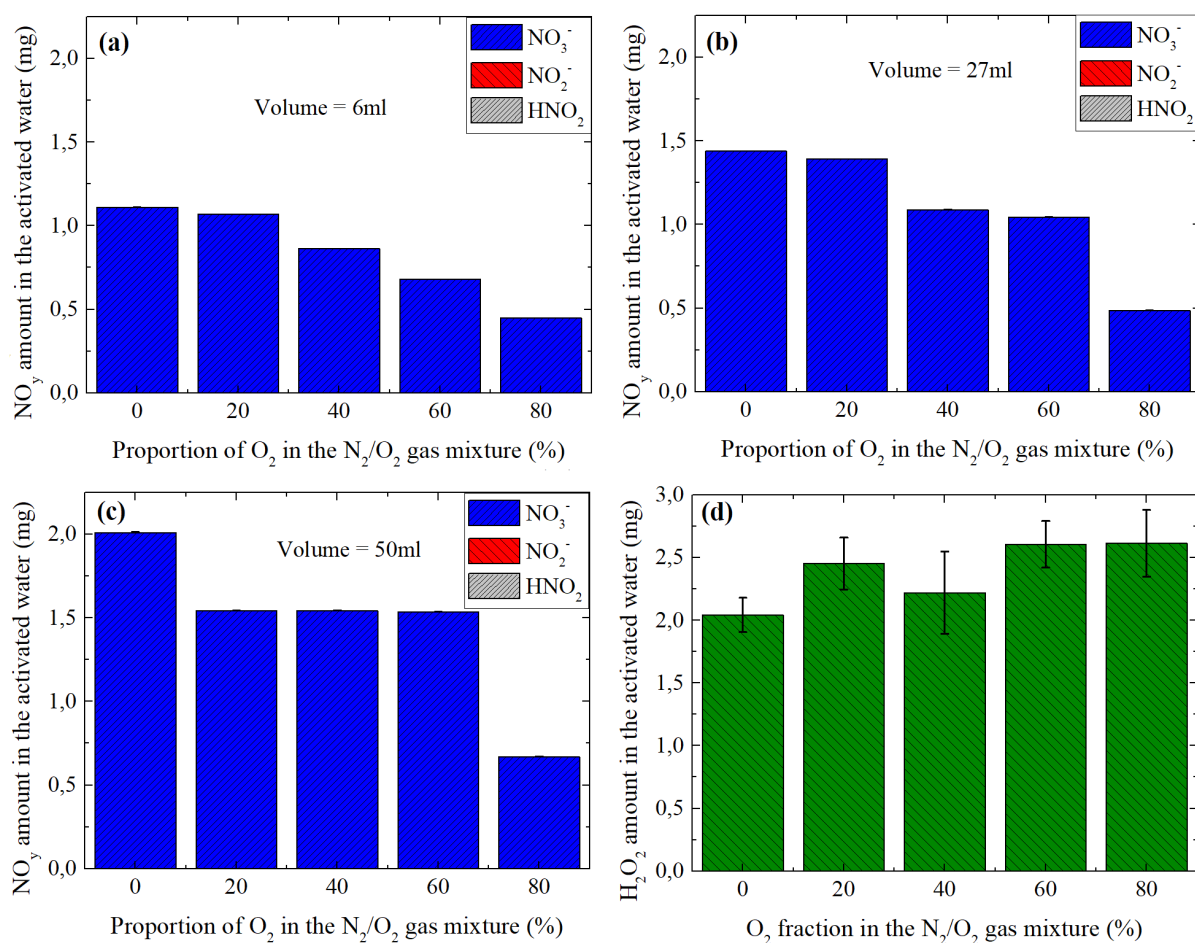 (a)
NO₃⁻
NO₂⁻
HNO₂
Volume = 6ml
NOy amount in the activated water (mg)
2,0
1,5
1,0
0,5
0,0
0 20 40 60 80
Proportion of O₂ in the N₂/O₂ gas mixture (%)
(b)
NO₃⁻
NO₂⁻
HNO₂
Volume = 27ml
NOy amount in the activated water (mg)
2,0
1,5
1,0
0,5
0,0
0 20 40 60 80
Proportion of O₂ in the N₂/O₂ gas mixture (%)
(c)
NO₃⁻
NO₂⁻
HNO₂
Volume = 50ml
NOy amount in the activated water (mg)
2,0
1,5
1,0
0,5
0,0
0 20 40 60 80
Proportion of O₂ in the N₂/O₂ gas mixture (%)
(d)
H₂O₂ amount in the activated water (mg)
3,0
2,5
2,0
1,5
1,0
0,5
0,0
0 20 40 60 80
O₂ fraction in the N₂/O₂ gas mixture (%)